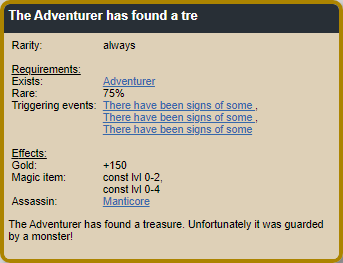 The Adventurer has found a tre
Rarity: always
Requirements:
Exists: Adventurer
Rare: 75%
Triggering events: There have been signs of some ,
There have been signs of some ,
There have been signs of some
Effects:
Gold: +150
Magic item: const lvl 0-2,
const lvl 0-4
Assassin: Manticore
The Adventurer has found a treasure. Unfortunately it was guarded
by a monster!